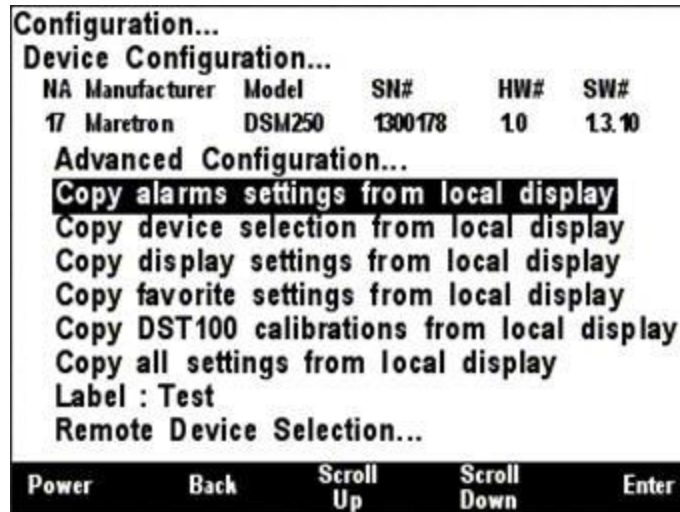 Configuration...
Device Configuration...
NA Manufacturer Model SN# HW# SW#
17 Maretron DSM250 1300178 1.0 1.3.10
Advanced Configuration...
Copy alarms settings from local display
Copy device selection from local display
Copy display settings from local display
Copy favorite settings from local display
Copy DST100 calibrations from local display
Copy all settings from local display
Label : Test
Remote Device Selection...
Power Back Scroll Up Scroll Down Enter